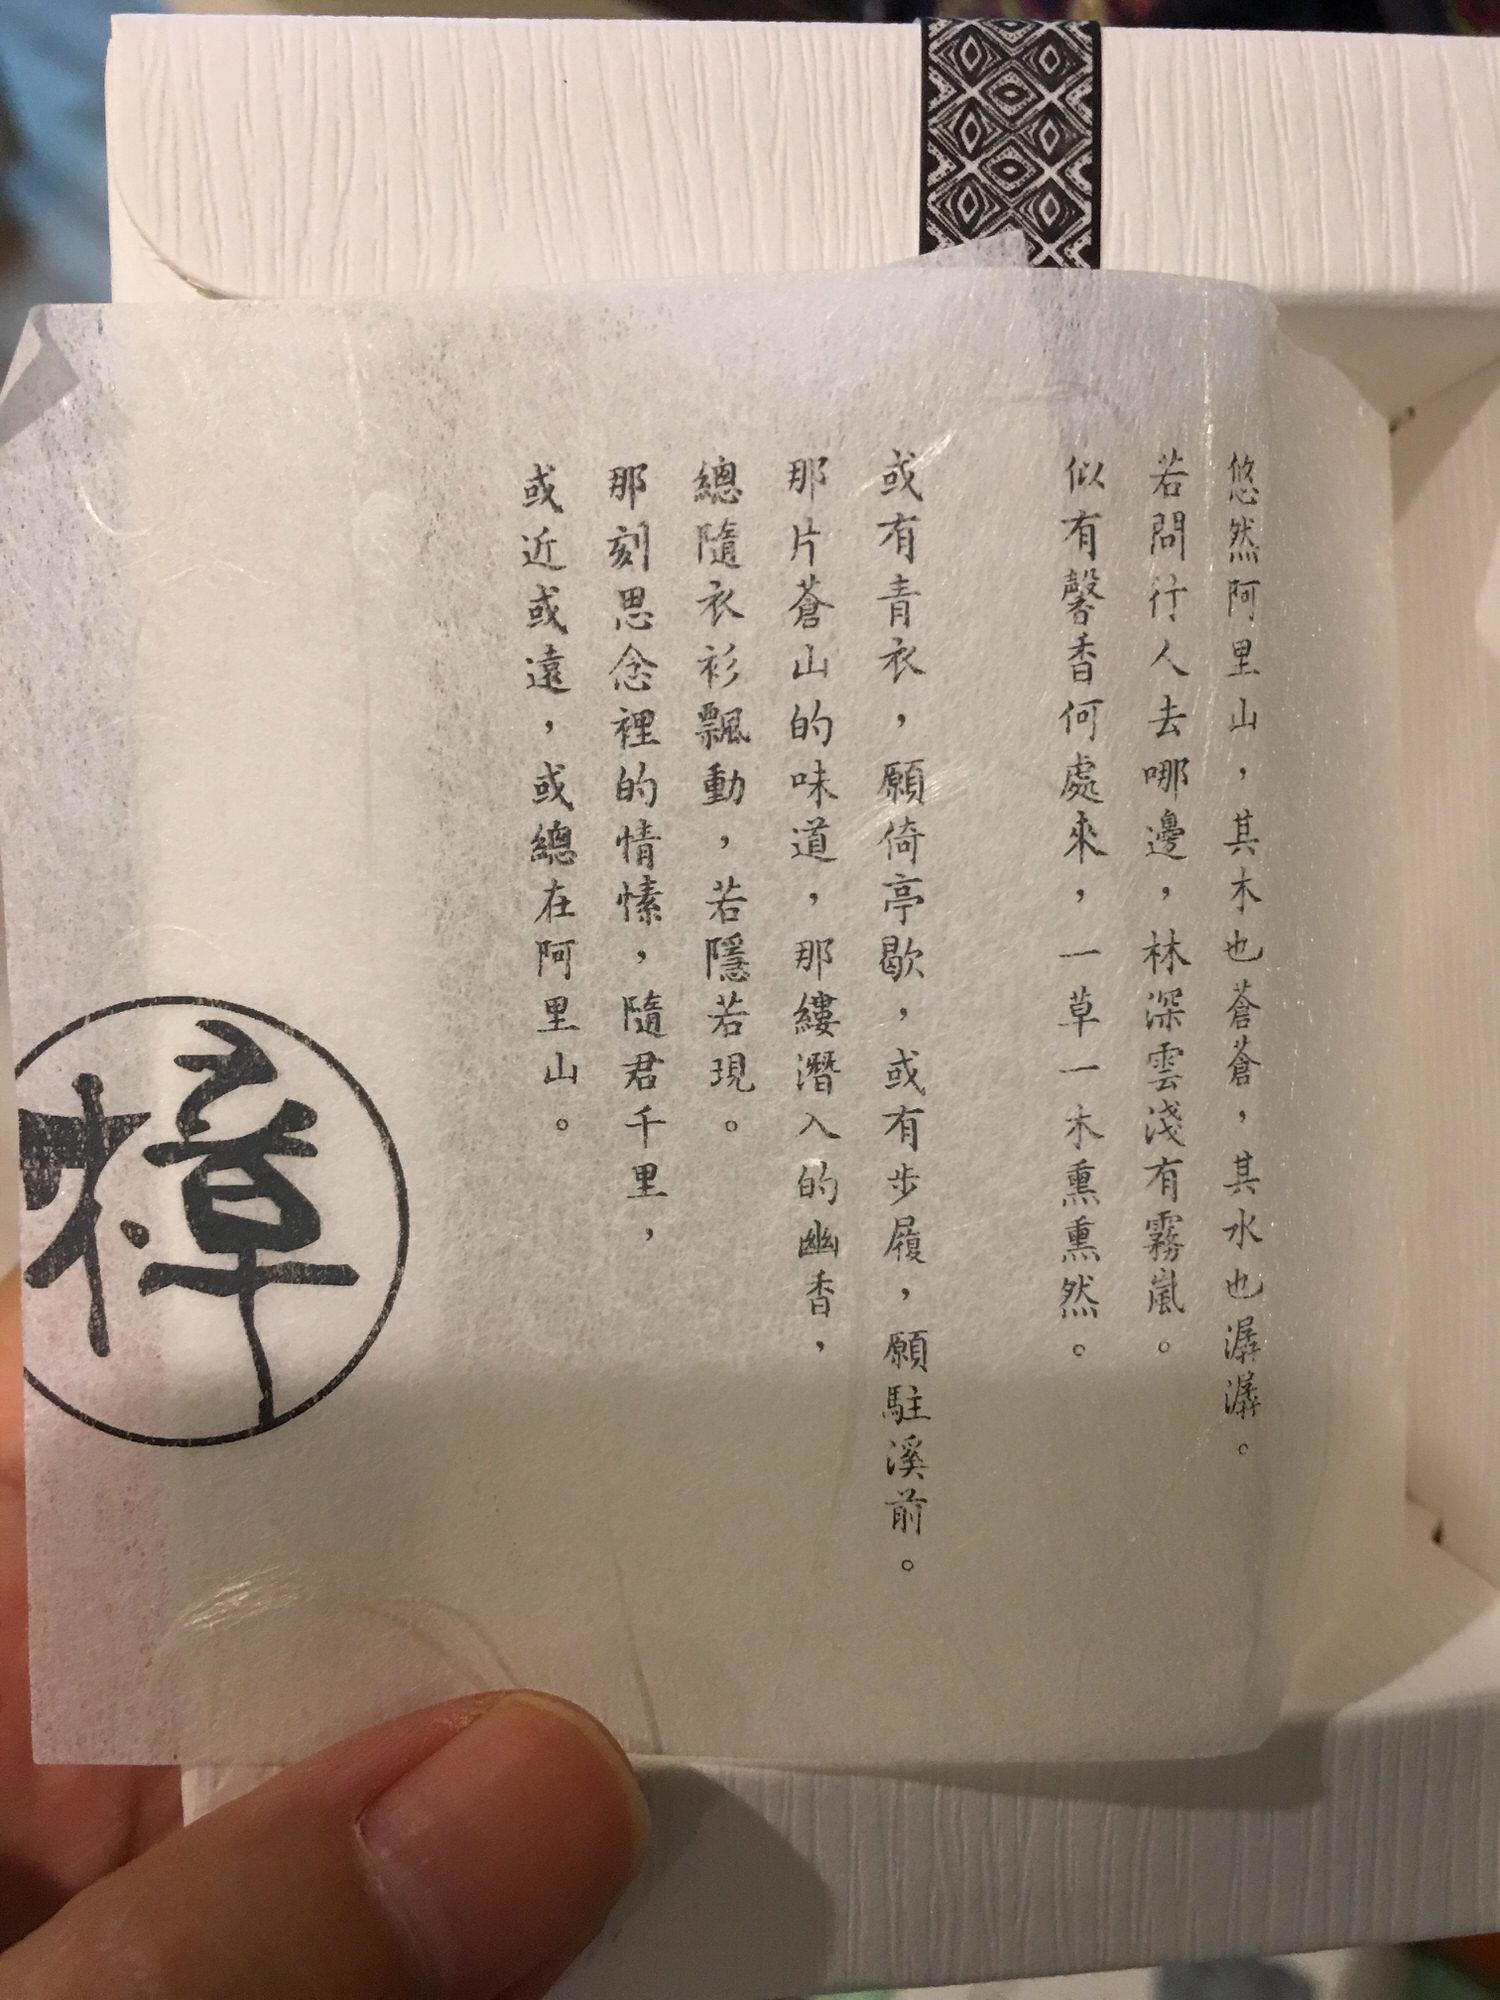 悠然阿里山，其木也蒼蒼，其水也潺潺。
若問行人去哪邊，林深雲淺有霧嵐。
似有馨香何處來，一草一木熏熏然。
或有青衣，願倚亭歇，或有步履，願駐溪前。
那片蒼山的味道，那縷潛入的幽香，
總隨衣衫飄動，若隱若現。
那刻思念裡的情愫，隨君千里，
或近或遠，或總在阿里山。
樟